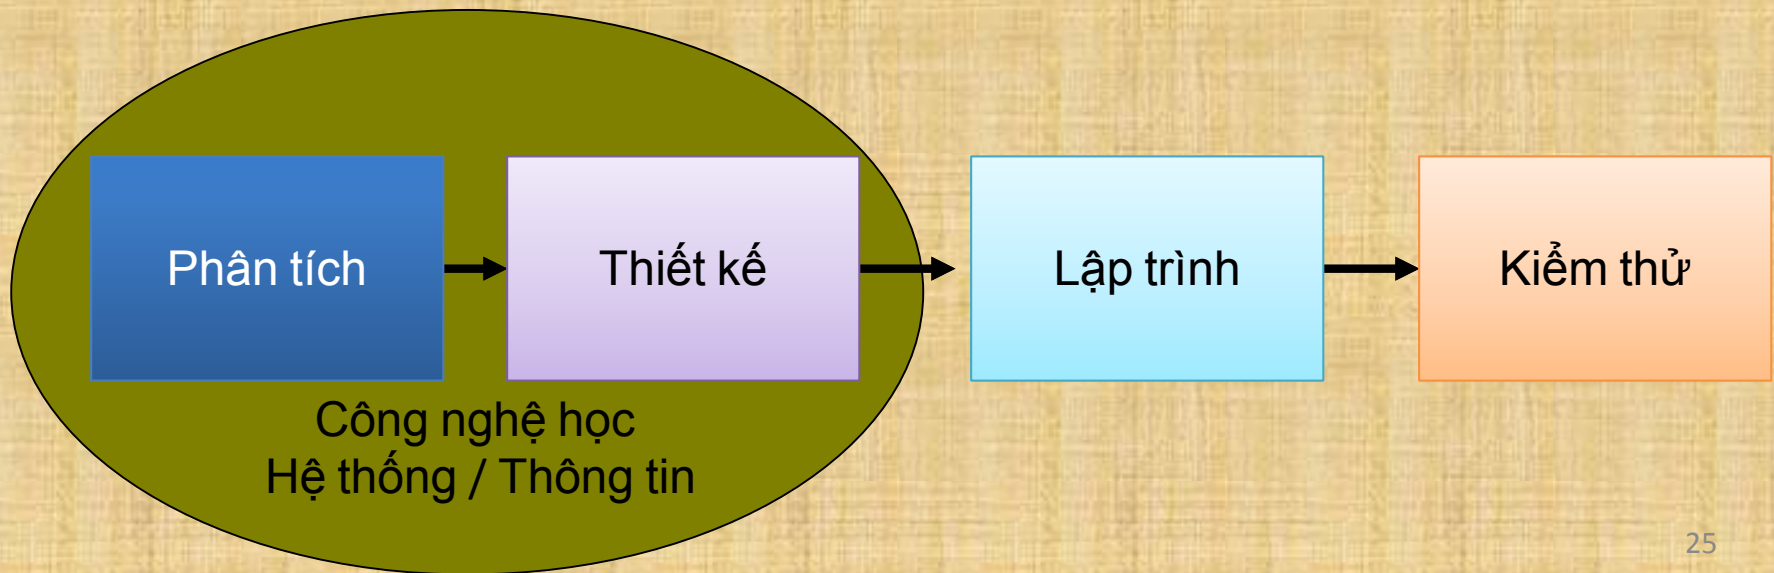 Phân tích
Thiết kế
Lập trình
Kiểm thử
Công nghệ học
Hệ thống / Thông tin
25